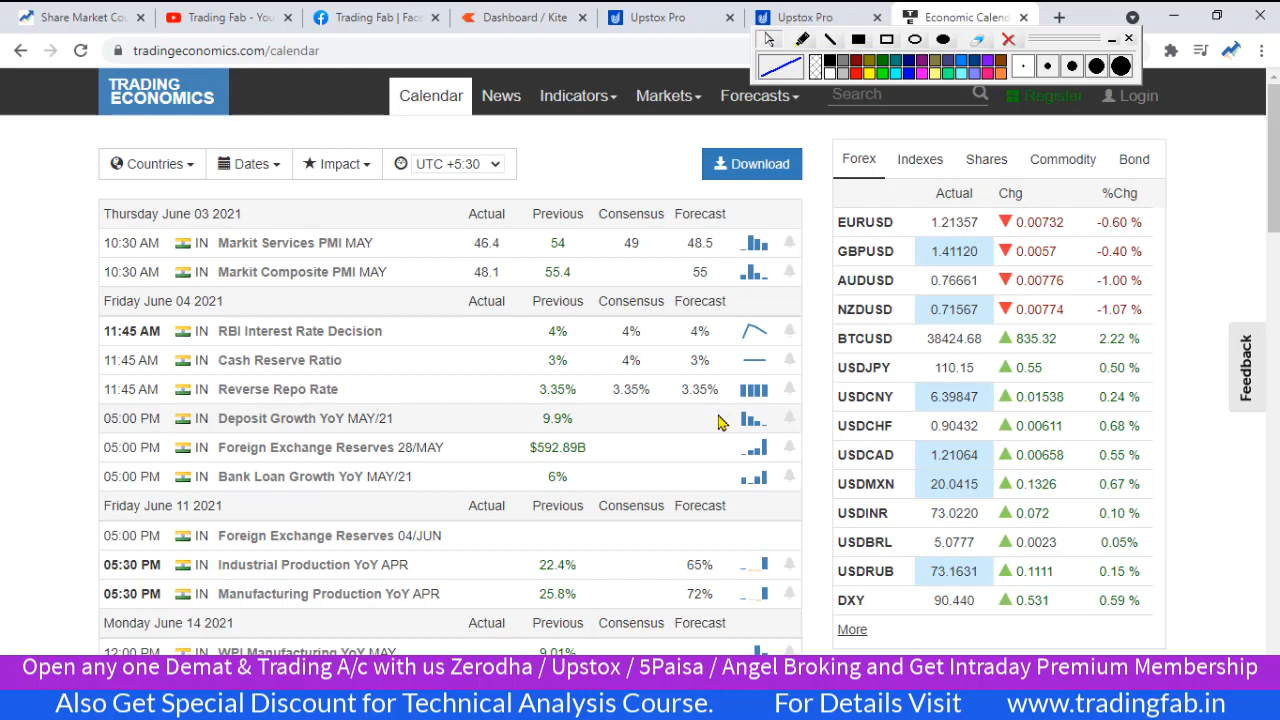 Share Market Co
Trading Fab - You
Trading Fab | Fac
Dashboard / Kite
Upstox Pro
Upstox Pro
Economic Calend
tradingeconomics.com/calendar
TRADING
ECONOMICS
Calendar
News
Indicators
Markets
Forecasts
Search
Register
Login
Countries
Dates
Impact
UTC +5:30
Download
Thursday June 03 2021 Actual Previous Consensus Forecast
10:30 AM IN Markit Services PMI MAY 46.4 54 49 48.5
10:30 AM IN Markit Composite PMI MAY 48.1 55.4 55
Friday June 04 2021 Actual Previous Consensus Forecast
11:45 AM IN RBI Interest Rate Decision 4% 4% 4%
11:45 AM IN Cash Reserve Ratio 3% 4% 3%
11:45 AM IN Reverse Repo Rate 3.35% 3.35% 3.35%
05:00 PM IN Deposit Growth YoY MAY/21 9.9%
05:00 PM IN Foreign Exchange Reserves 28/MAY $592.89B
05:00 PM IN Bank Loan Growth YoY MAY/21 6%
Friday June 11 2021 Actual Previous Consensus Forecast
05:00 PM IN Foreign Exchange Reserves 04/JUN
05:30 PM IN Industrial Production YoY APR 22.4% 65%
05:30 PM IN Manufacturing Production YoY APR 25.8% 72%
Monday June 14 2021 Actual Previous Consensus Forecast
12:00 PM IN WPI Manufacturing YoY MAY 9.01%
Forex Indexes Shares Commodity Bond
Actual Chg %Chg
EURUSD 1.21357 0.00732 -0.60 %
GBPUSD 1.41120 0.0057 -0.40 %
AUDUSD 0.76661 0.00776 -1.00 %
NZDUSD 0.71567 0.00774 -1.07 %
BTCUSD 38424.68 835.32 2.22 %
USDJPY 110.15 0.55 0.50 %
USDCNY 6.39847 0.01538 0.24 %
USDCHF 0.90432 0.00611 0.68 %
USDCAD 1.21064 0.00658 0.55 %
USDMXN 20.0415 0.1326 0.67 %
USDINR 73.0220 0.072 0.10 %
USDBRL 5.0777 0.0023 0.05%
USDRUB 73.1631 0.1111 0.15 %
DXY 90.440 0.531 0.59 %
More
Feedback
Open any one Demat & Trading A/c with us Zerodha / Upstox / 5Paisa / Angel Broking and Get Intraday Premium Membership
Also Get Special Discount for Technical Analysis Course. For Details Visit www.tradingfab.in